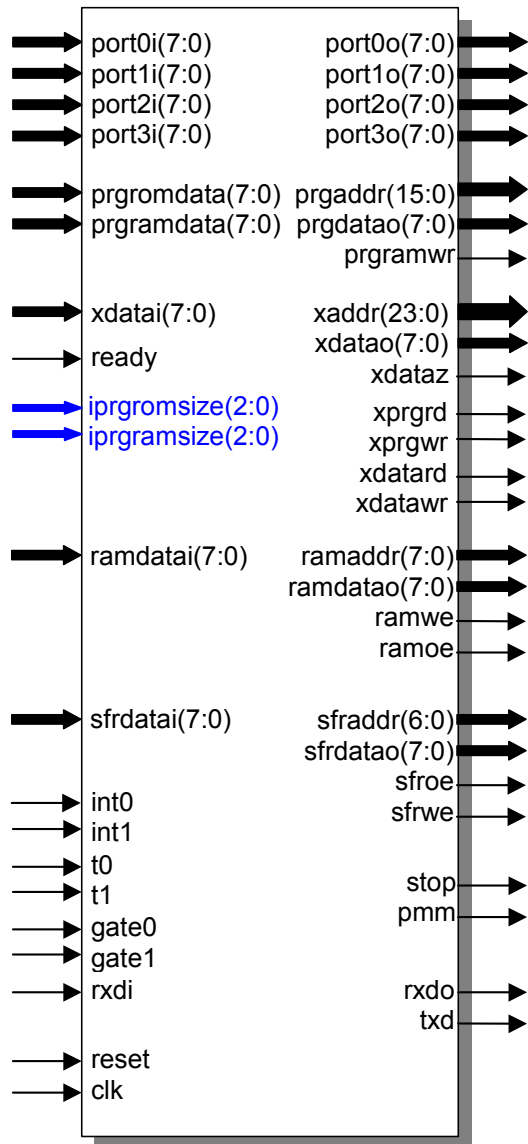 port0i(7:0) port0o(7:0)
port1i(7:0) port1o(7:0)
port2i(7:0) port2o(7:0)
port3i(7:0) port3o(7:0)
prgromdata(7:0) prgaddr(15:0)
prgramdata(7:0) prgdatao(7:0)
prgramwr
xdatai(7:0) xaddr(23:0)
xdatao(7:0)
ready
xdataz
iprgromsize(2:0) xprgrd
iprgramsize(2:0) xprgwr
xdatard
xdatawr
ramdatai(7:0) ramaddr(7:0)
ramdatao(7:0)
ramwe
ramoe
sfrdatai(7:0) sfraddr(6:0)
sfrdatao(7:0)
sfroe
int0 sfrwe
int1
t0
t1 stop
gate0 pmm
gate1
rxdi rxdo
txd
reset
clk